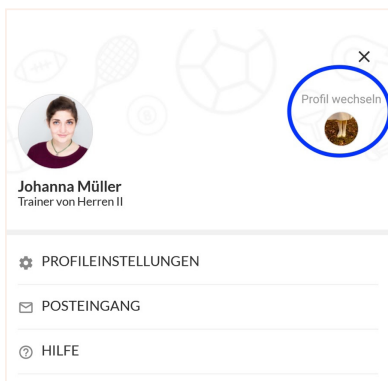 Profil wechseln
Johanna Müller
Trainer von Herren II
PROFILEINSTELLUNGEN
POSTEINGANG
HILFE